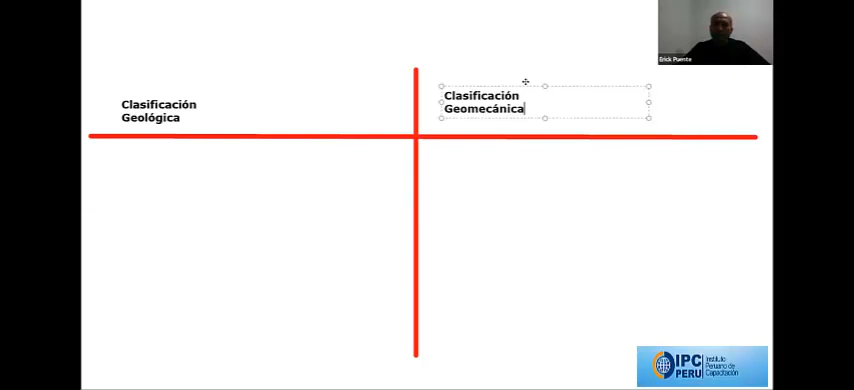 Erick Puente
Clasificación
Geológica
Clasificación
Geomecánica
IPC
PERU
Instituto
Peruano de
Capacitación